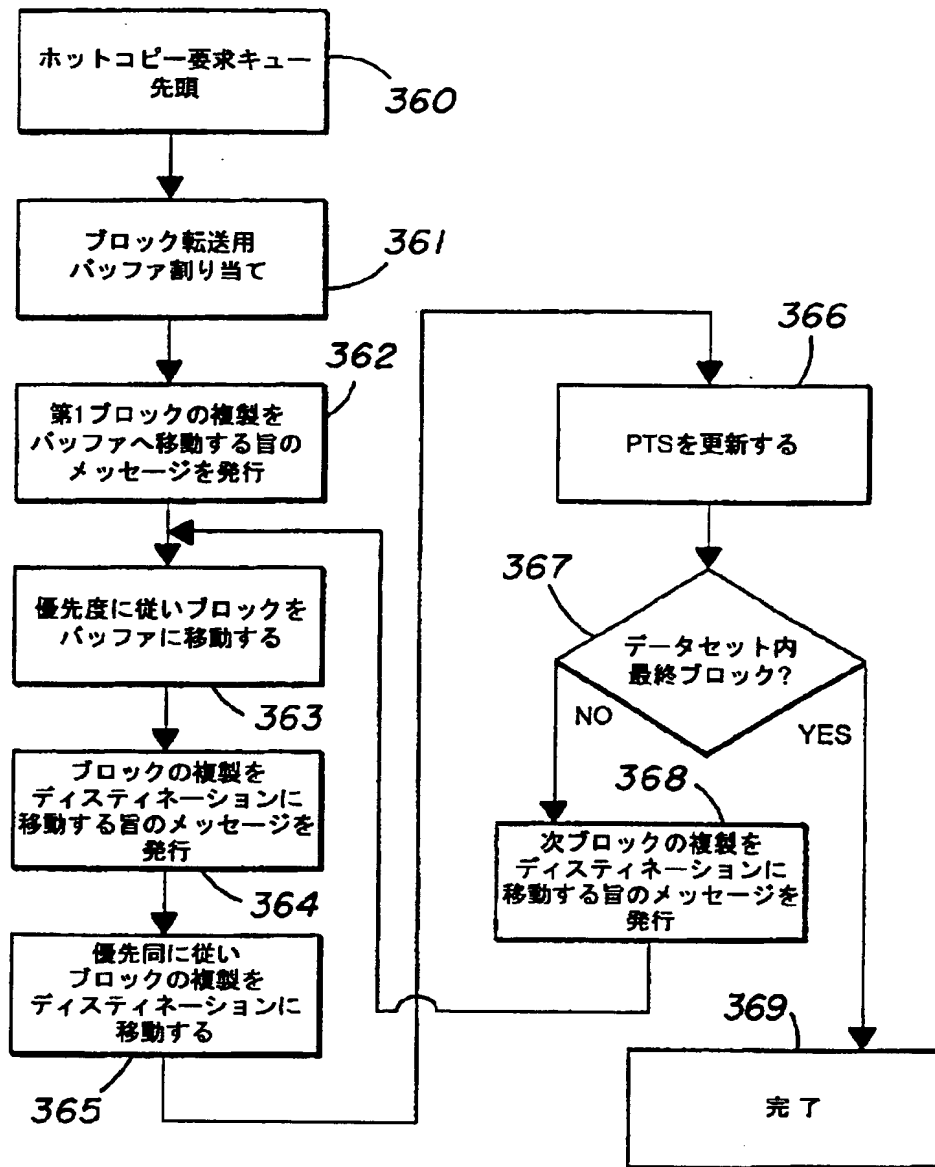 ホットコピー要求キュー
先頭
360
ブロック転送用
バッファ割り当て
361
362
第1ブロックの複製を
バッファへ移動する旨の
メッセージを発行
優先度に従いブロックを
バッファに移動する
363
ブロックの複製を
ディスティネーションに
移動する旨のメッセージを
発行
364
優先同に従い
ブロックの複製を
ディスティネーションに
移動する
365
366
PTSを更新する
367
データセット内
最終ブロック?
NO
YES
368
次ブロックの複製を
ディスティネーションに
移動する旨のメッセージを
発行
369
完了